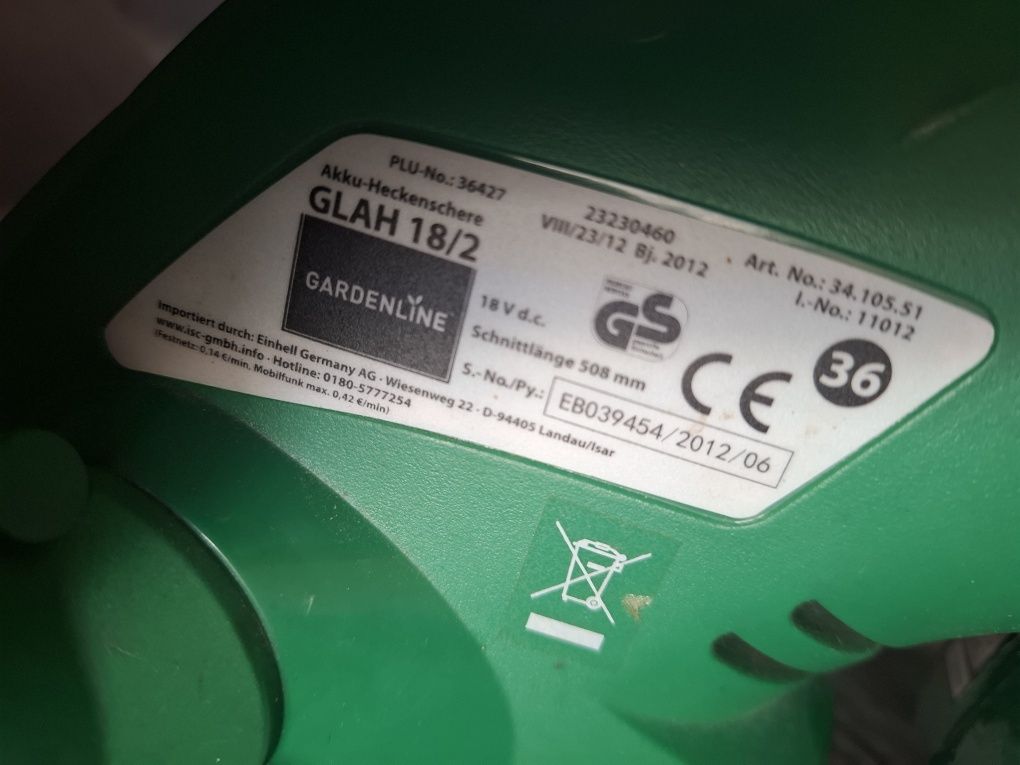 PLU-No.: 36427
Akku-Heckenschere
GLAH 18/2
GARDENLINE
23230460
VIII/23/12 Bj. 2012
Art. No.: 34.105.51
I.-No.: 11012
18 V d.c.
Schnittlänge 508 mm
S.-No./Py.: EB039454/2012/06
GS
CE
36
Importiert durch: Einhell Germany AG · Wiesenweg 22 · D-94405 Landau/Isar
www.isc-gmbh.info · Hotline: 0180-5777254
(Festnetz: 0,14 €/min. Mobilfunk max. 0,42 €/min)